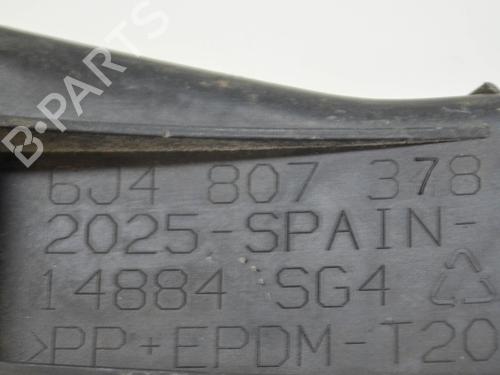 B-PARTS
6J4 807 378
2025-SPAIN-
14884 SG4
>PP+EPDM-T20